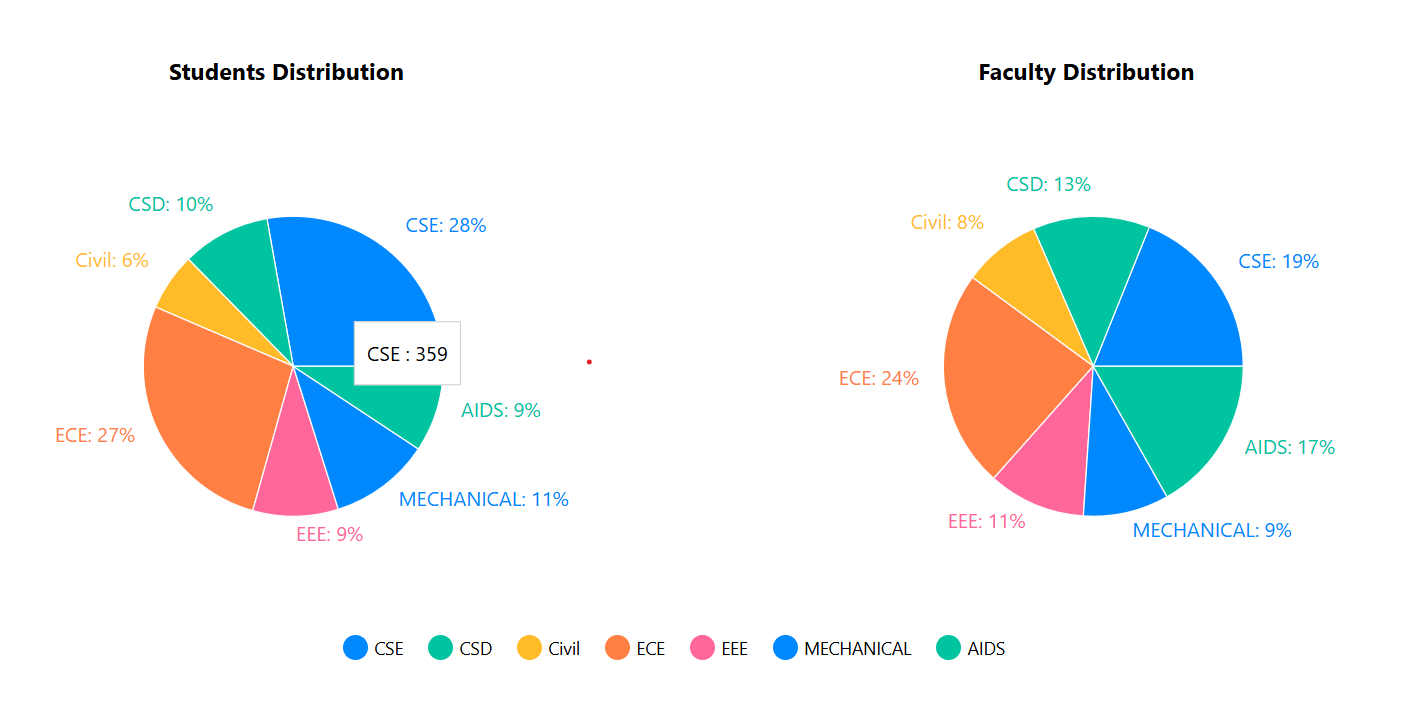 Students Distribution
CSD: 10%
CSE: 28%
Civil: 6%
CSE : 359
AIDS: 9%
ECE: 27%
MECHANICAL: 11%
EEE: 9%
Faculty Distribution
CSD: 13%
Civil: 8%
CSE: 19%
ECE: 24%
AIDS: 17%
EEE: 11%
MECHANICAL: 9%
CSE CSD Civil ECE EEE MECHANICAL AIDS